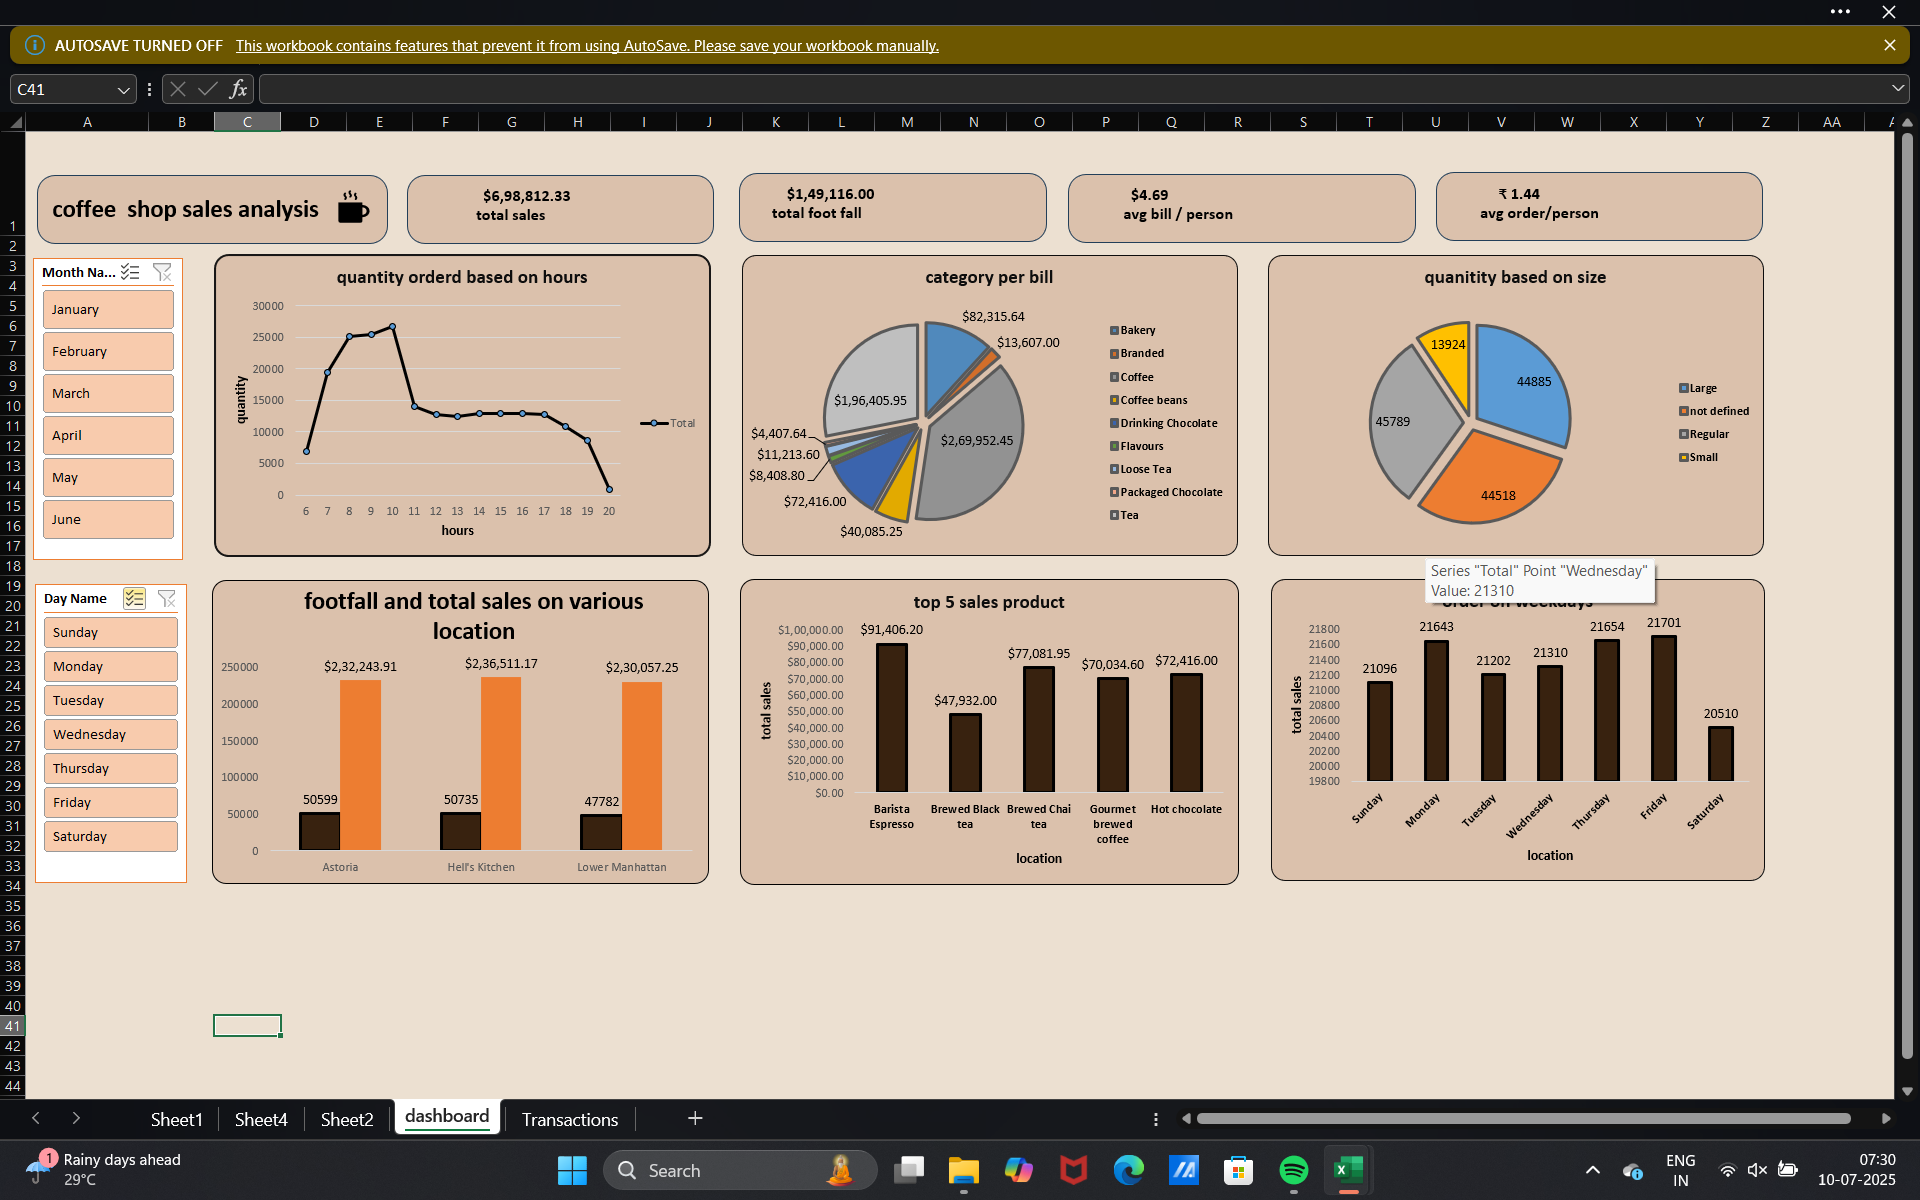 AUTOSAVE TURNED OFF This workbook contains features that prevent it from using AutoSave. Please save your workbook manually.
C41
fx
A B C D E F G H I J K L M N O P Q R S T U V W X Y Z AA
1
2
3
4
5
6
7
8
9
10
11
12
13
14
15
16
17
18
19
20
21
22
23
24
25
26
27
28
29
30
31
32
33
34
35
36
37
38
39
40
41
42
43
44
coffee shop sales analysis
$6,98,812.33
total sales
$1,49,116.00
total foot fall
$4.69
avg bill / person
₹ 1.44
avg order/person
Month Na...
January
February
March
April
May
June
Day Name
Sunday
Monday
Tuesday
Wednesday
Thursday
Friday
Saturday
quantity orderd based on hours
quantity
30000
25000
20000
15000
10000
5000
0
6 7 8 9 10 11 12 13 14 15 16 17 18 19 20
hours
Total
category per bill
$82,315.64
$13,607.00
$2,69,952.45
$40,085.25
$72,416.00
$8,408.80
$11,213.60
$4,407.64
$1,96,405.95
Bakery
Branded
Coffee
Coffee beans
Drinking Chocolate
Flavours
Loose Tea
Packaged Chocolate
Tea
quanitity based on size
13924
44885
45789
44518
Large
not defined
Regular
Small
footfall and total sales on various
location
250000
200000
150000
100000
50000
0
$2,32,243.91
$2,36,511.17
$2,30,057.25
50599
50735
47782
Astoria
Hell's Kitchen
Lower Manhattan
top 5 sales product
total sales
$1,00,000.00
$90,000.00
$80,000.00
$70,000.00
$60,000.00
$50,000.00
$40,000.00
$30,000.00
$20,000.00
$10,000.00
$0.00
$91,406.20
$47,932.00
$77,081.95
$70,034.60
$72,416.00
Barista
Espresso
Brewed Black
tea
Brewed Chai
tea
Gourmet
brewed
coffee
Hot chocolate
location
Series "Total" Point "Wednesday"
Value: 21310
order on weekdays
total sales
21800
21600
21400
21200
21000
20800
20600
20400
20200
20000
19800
21096
21643
21202
21310
21654
21701
20510
Sunday
Monday
Tuesday
Wednesday
Thursday
Friday
Saturday
location
Sheet1
Sheet4
Sheet2
dashboard
Transactions
1
Rainy days ahead
29°C
Search
ENG
IN
07:30
10-07-2025